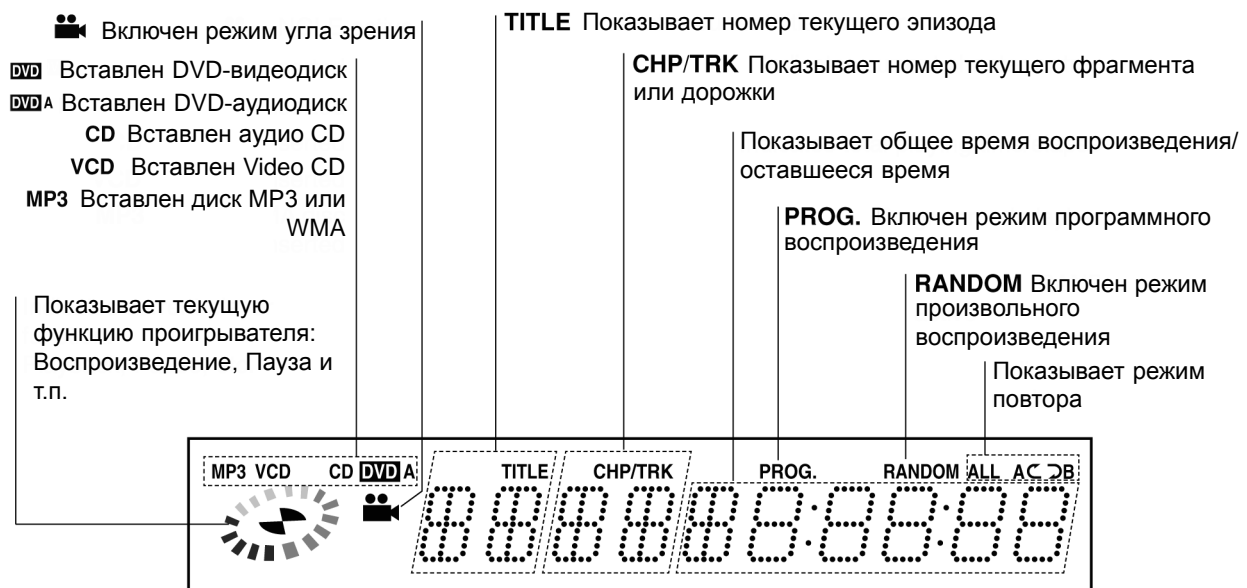 Включен режим угла зрения
DVD Вставлен DVD-видеодиск
DVD A Вставлен DVD-аудиодиск
CD Вставлен аудио CD
VCD Вставлен Video CD
MP3 Вставлен диск MP3 или
WMA
Показывает текущую
функцию проигрывателя:
Воспроизведение, Пауза и
т.п.
TITLE Показывает номер текущего эпизода
CHP/TRK Показывает номер текущего фрагмента
или дорожки
Показывает общее время воспроизведения/
оставшееся время
PROG. Включен режим программного
воспроизведения
RANDOM Включен режим
произвольного
воспроизведения
Показывает режим
повтора
MP3 VCD CD DVD A TITLE CHP/TRK PROG. RANDOM ALL A B